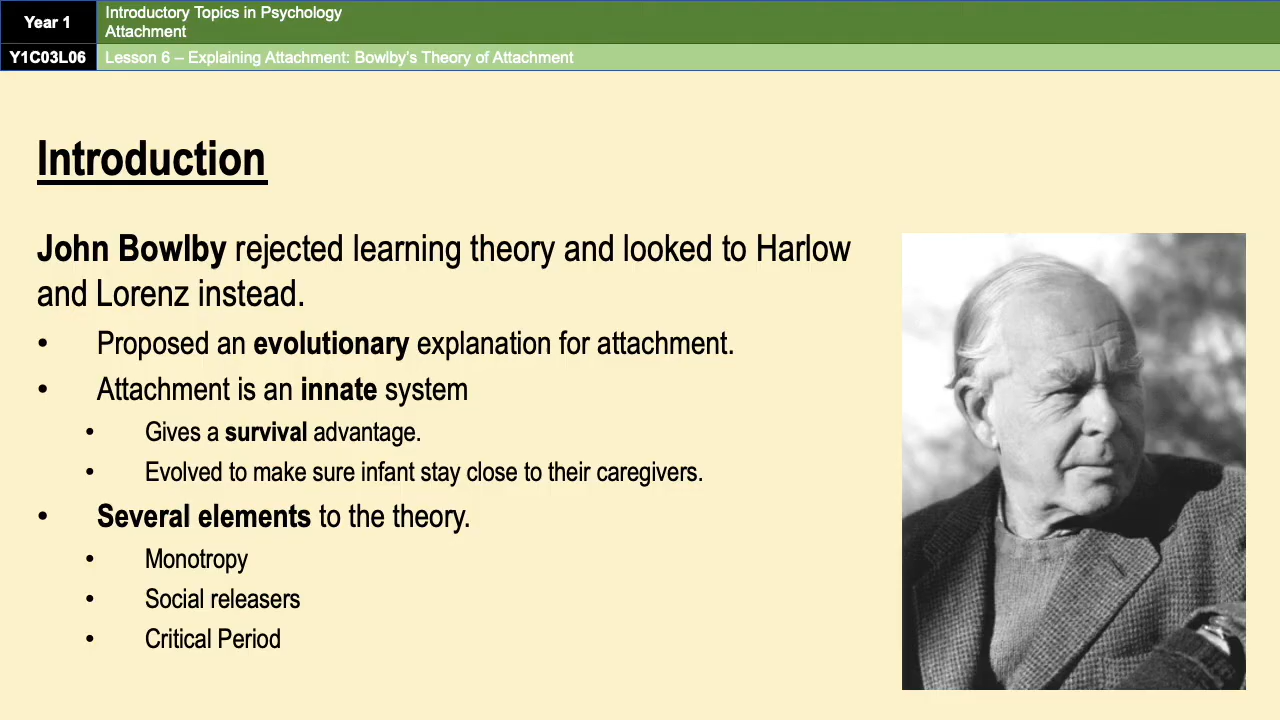 Year 1
Introductory Topics in Psychology
Attachment
Y1C03L06
Lesson 6 – Explaining Attachment: Bowlby's Theory of Attachment
Introduction
John Bowlby rejected learning theory and looked to Harlow
and Lorenz instead.
• Proposed an evolutionary explanation for attachment.
• Attachment is an innate system
• Gives a survival advantage.
• Evolved to make sure infant stay close to their caregivers.
• Several elements to the theory.
• Monotropy
• Social releasers
• Critical Period